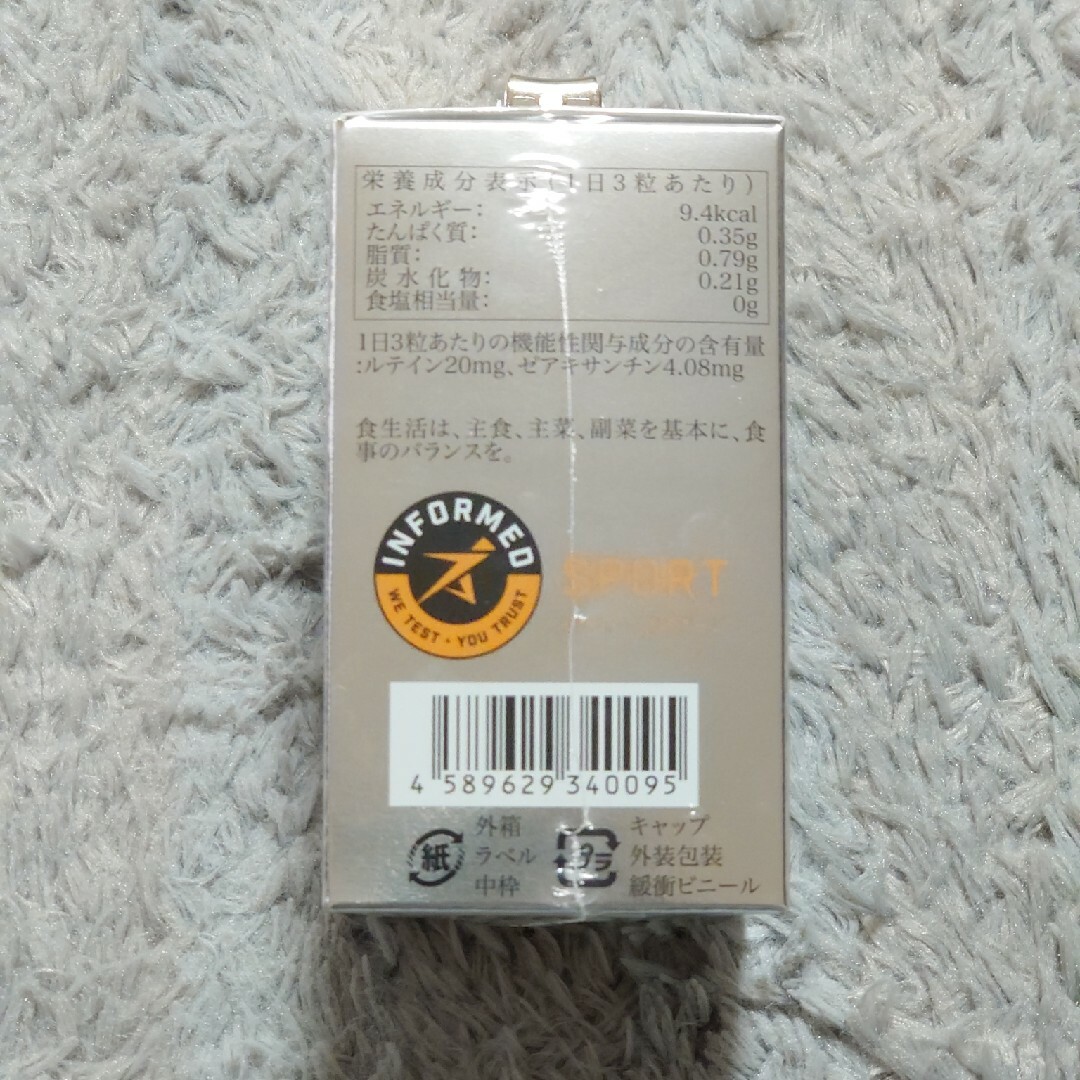 栄養成分表示(1日3粒あたり)
エネルギー: 9.4kcal
たんぱく質: 0.35g
脂質: 0.79g
炭水化物: 0.21g
食塩相当量: 0g
1日3粒あたりの機能性関与成分の含有量
:ルテイン20mg、ゼアキサンチン4.08mg
食生活は、主食、主菜、副菜を基本に、食
事のバランスを。
INFORMED
WE TEST • YOU TRUST
SPORT
4 589629 340095
紙
外箱
ラベル
中枠
プラ
キャップ
外装包装
緩衝ビニール